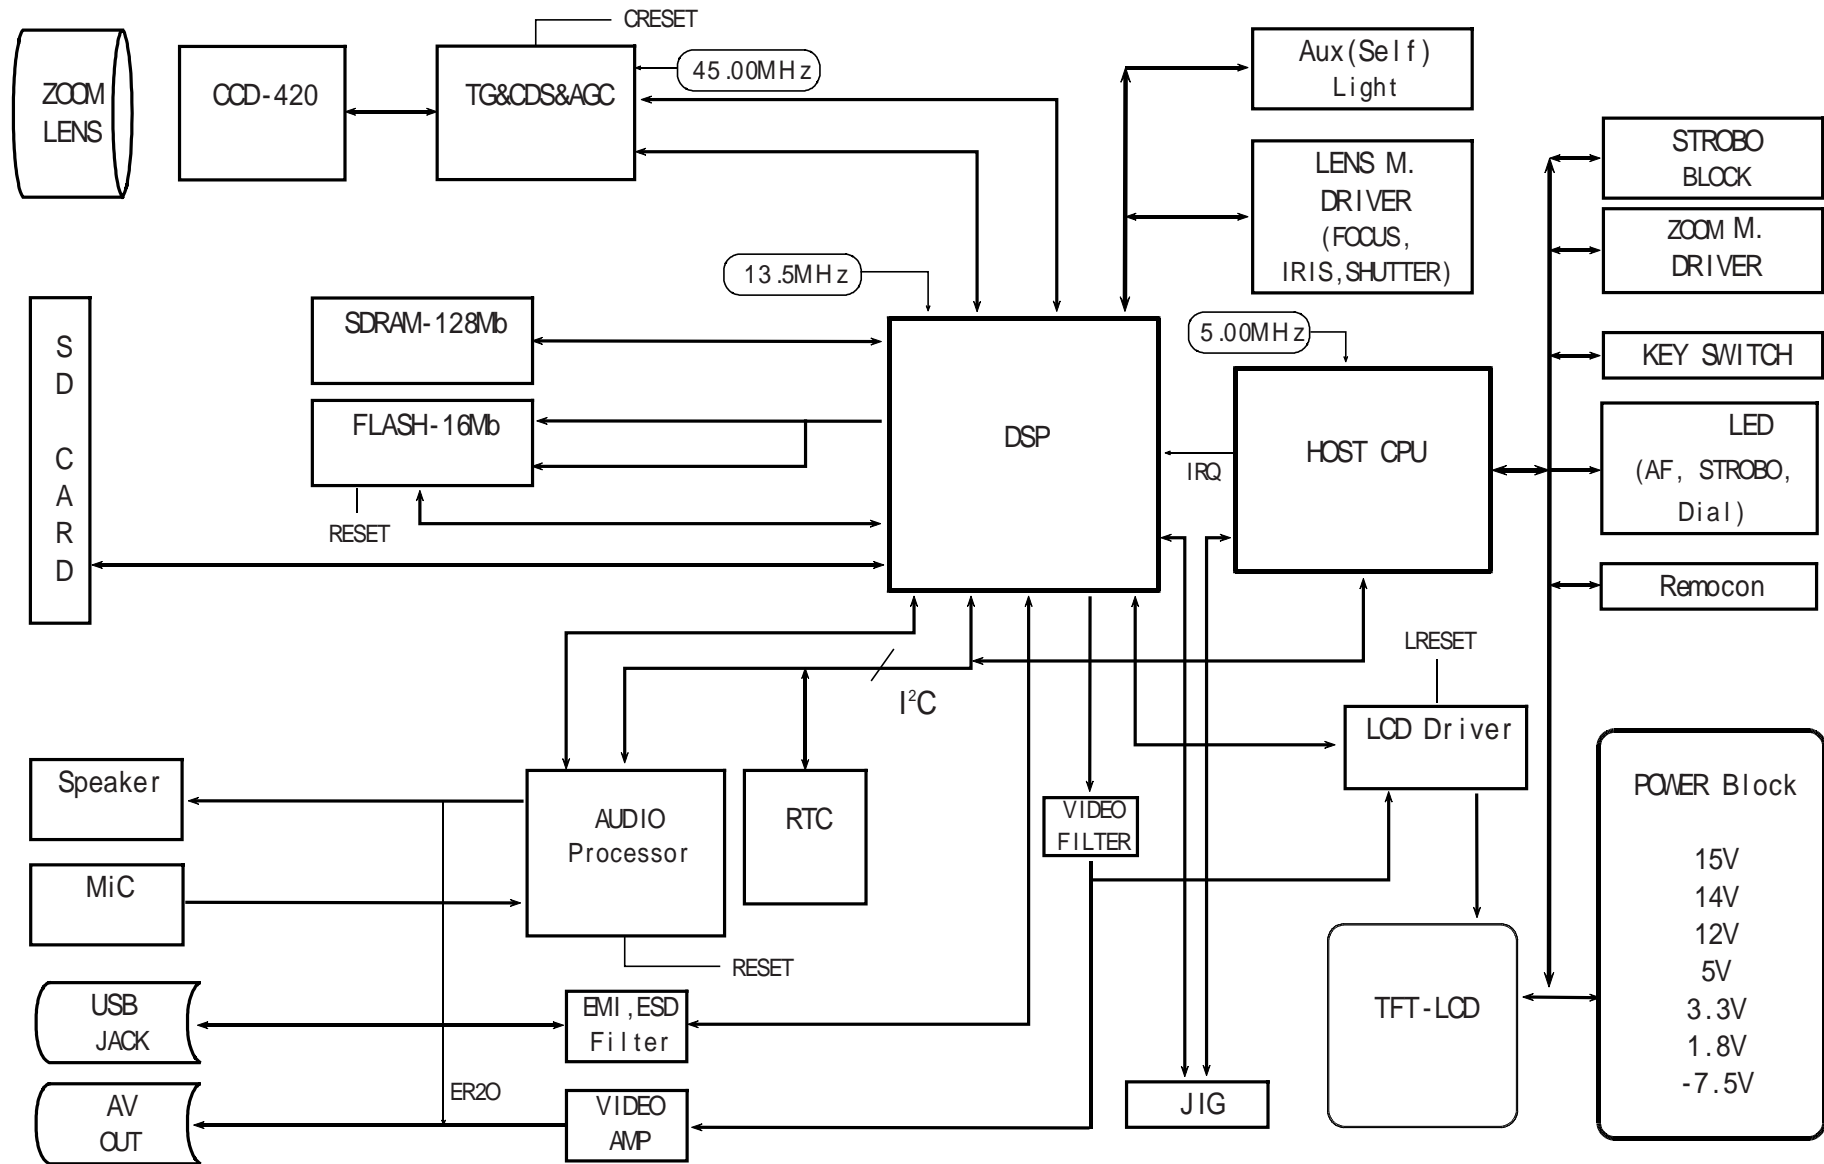 CRESET
ZOOM
LENS
CCD-420
TG&CDS&AGC
45.00MHz
Aux(Self)
Light
LENS M.
DRIVER
(FOCUS,
IRIS,SHUTTER)
STROBO
BLOCK
ZOOM M.
DRIVER
13.5MHz
5.00MHz
SD CARD
SDRAM-128Mb
FLASH-16Mb
RESET
DSP
IRQ
HOST CPU
KEY SWITCH
LED
(AF, STROBO,
Dial)
Remocon
I²C
LRESET
LCD Driver
Speaker
MiC
AUDIO
Processor
RTC
VIDEO
FILTER
RESET
USB
JACK
EMI,ESD
Filter
AV
OUT
ER2O
VIDEO
AMP
JIG
TFT-LCD
POWER Block
15V
14V
12V
5V
3.3V
1.8V
-7.5V